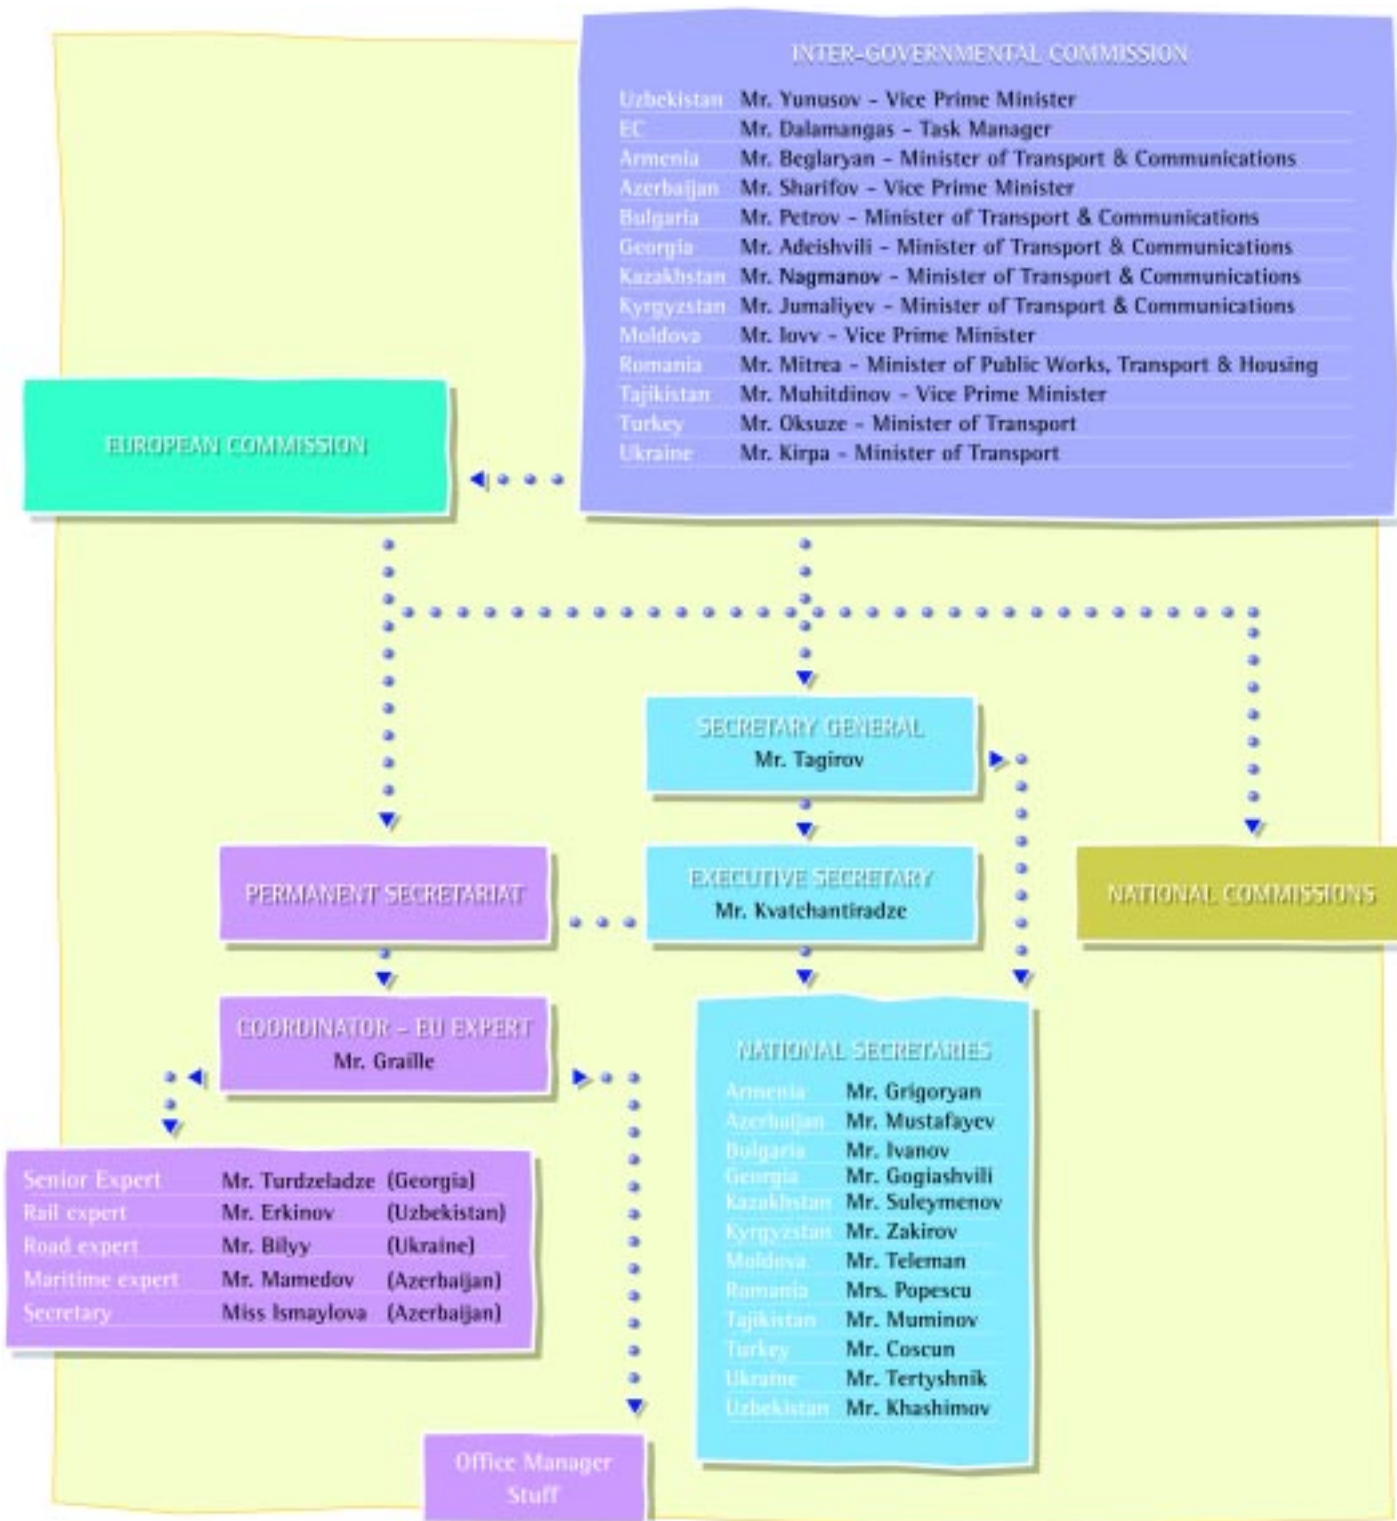 INTER-GOVERNMENTAL COMMISSION
Uzbekistan Mr. Yunusov - Vice Prime Minister
EC Mr. Dalamangas - Task Manager
Armenia Mr. Beglaryan - Minister of Transport & Communications
Azerbaijan Mr. Sharifov - Vice Prime Minister
Bulgaria Mr. Petrov - Minister of Transport & Communications
Georgia Mr. Adeishvili - Minister of Transport & Communications
Kazakhstan Mr. Nagmanov - Minister of Transport & Communications
Kyrgyzstan Mr. Jumaliyev - Minister of Transport & Communications
Moldova Mr. Iovv - Vice Prime Minister
Romania Mr. Mitrea - Minister of Public Works, Transport & Housing
Tajikistan Mr. Muhitdinov - Vice Prime Minister
Turkey Mr. Oksuze - Minister of Transport
Ukraine Mr. Kirpa - Minister of Transport
EUROPEAN COMMISSION
SECRETARY GENERAL
Mr. Tagirov
PERMANENT SECRETARIAT
EXECUTIVE SECRETARY
Mr. Kvatchantiradze
NATIONAL COMMISSIONS
COORDINATOR - EU EXPERT
Mr. Graille
Senior Expert Mr. Turdzeladze (Georgia)
Rail expert Mr. Erkinov (Uzbekistan)
Road expert Mr. Bilyy (Ukraine)
Maritime expert Mr. Mamedov (Azerbaijan)
Secretary Miss Ismaylova (Azerbaijan)
NATIONAL SECRETARIES
Armenia Mr. Grigoryan
Azerbaijan Mr. Mustafayev
Bulgaria Mr. Ivanov
Georgia Mr. Gogiashvili
Kazakhstan Mr. Suleymenov
Kyrgyzstan Mr. Zakirov
Moldova Mr. Teleman
Romania Mrs. Popescu
Tajikistan Mr. Muminov
Turkey Mr. Coscun
Ukraine Mr. Tertyshnik
Uzbekistan Mr. Khashimov
Office Manager
Stuff